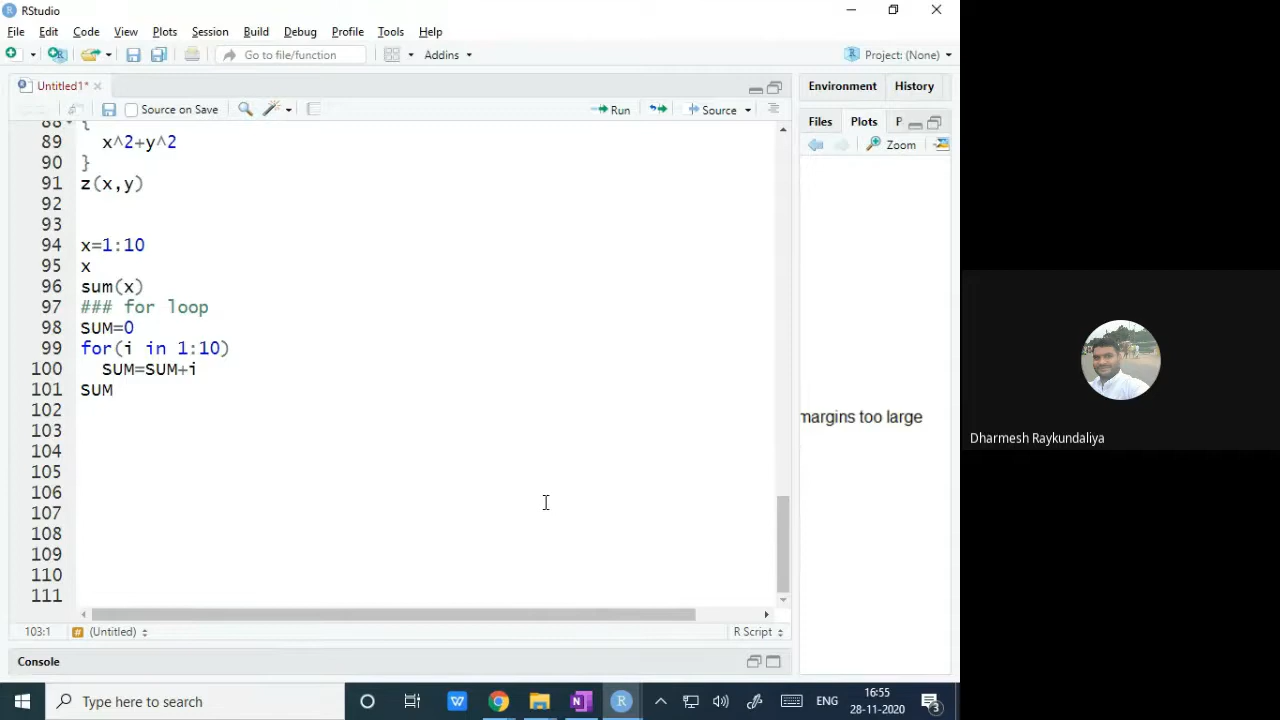 RStudio
File Edit Code View Plots Session Build Debug Profile Tools Help
Go to file/function Addins Project: (None)
Untitled1*
Source on Save Run Source
88 {
89 x^2+y^2
90 }
91 z(x,y)
92
93
94 x=1:10
95 x
96 sum(x)
97 ### for loop
98 SUM=0
99 for(i in 1:10)
100 SUM=SUM+i
101 SUM
102
103
104
105
106
107
108
109
110
111
103:1 (Untitled) R Script
Console
Environment History
Files Plots P
Zoom
margins too large
Dharmesh Raykundaliya
Type here to search
ENG
16:55
28-11-2020
3